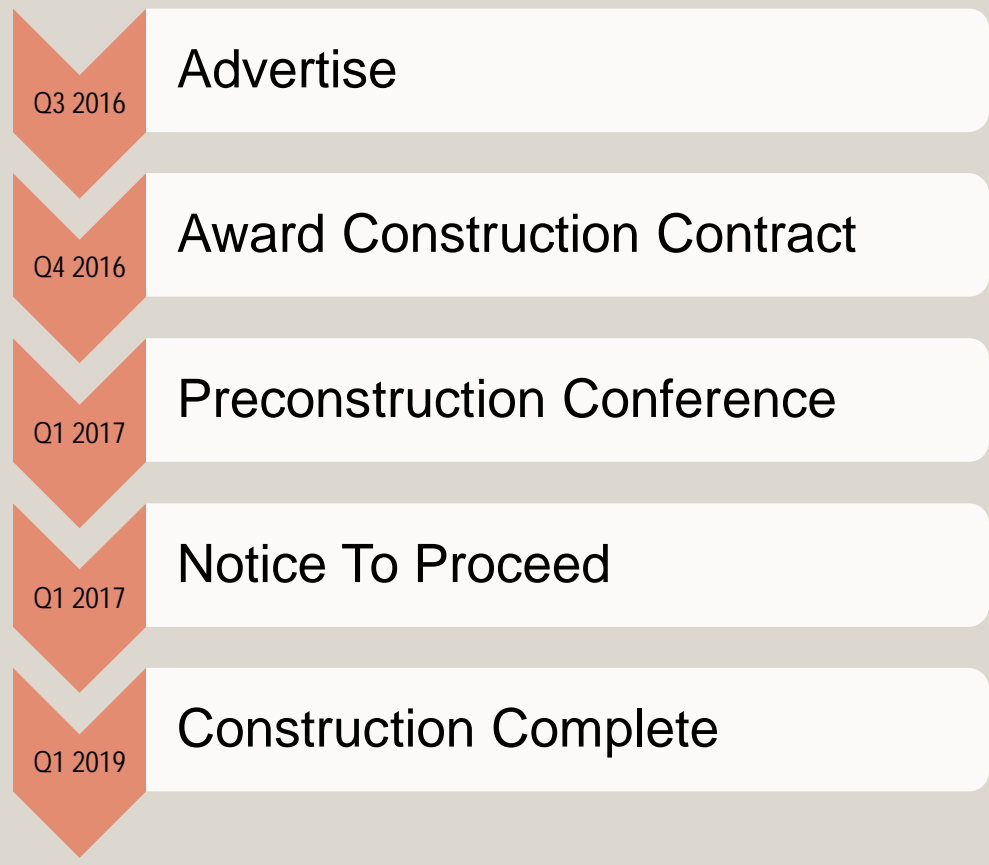 Q3 2016
Advertise
Q4 2016
Award Construction Contract
Q1 2017
Preconstruction Conference
Q1 2017
Notice To Proceed
Q1 2019
Construction Complete